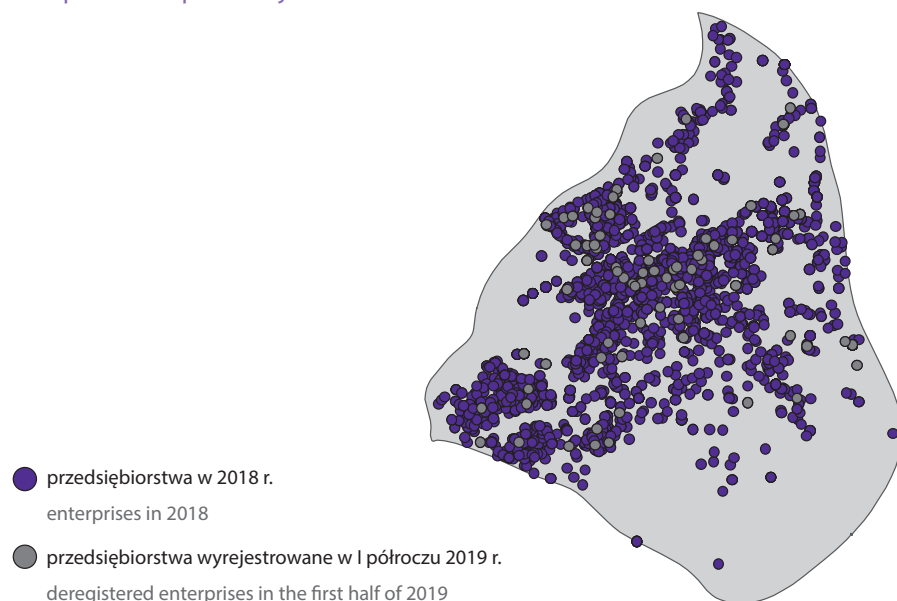 przedsiębiorstwa w 2018 r.
enterprises in 2018
przedsiębiorstwa wyrejestrowane w I półroczu 2019 r.
deregistered enterprises in the first half of 2019